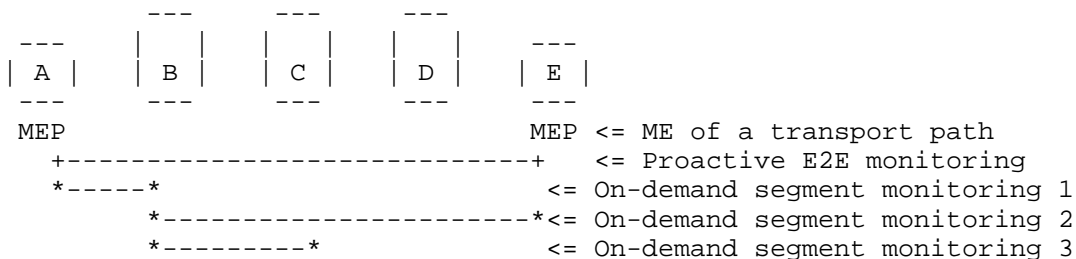 ---     ---     ---
 ---    |   |   |   |   |   |    ---
| A |   | B |   | C |   | D |   | E |
 ---     ---     ---     ---     ---
 MEP                             MEP <= ME of a transport path
   +-----------------------------+   <= Proactive E2E monitoring
   *-----*                        <= On-demand segment monitoring 1
         *-----------------------*<= On-demand segment monitoring 2
         *---------*              <= On-demand segment monitoring 3